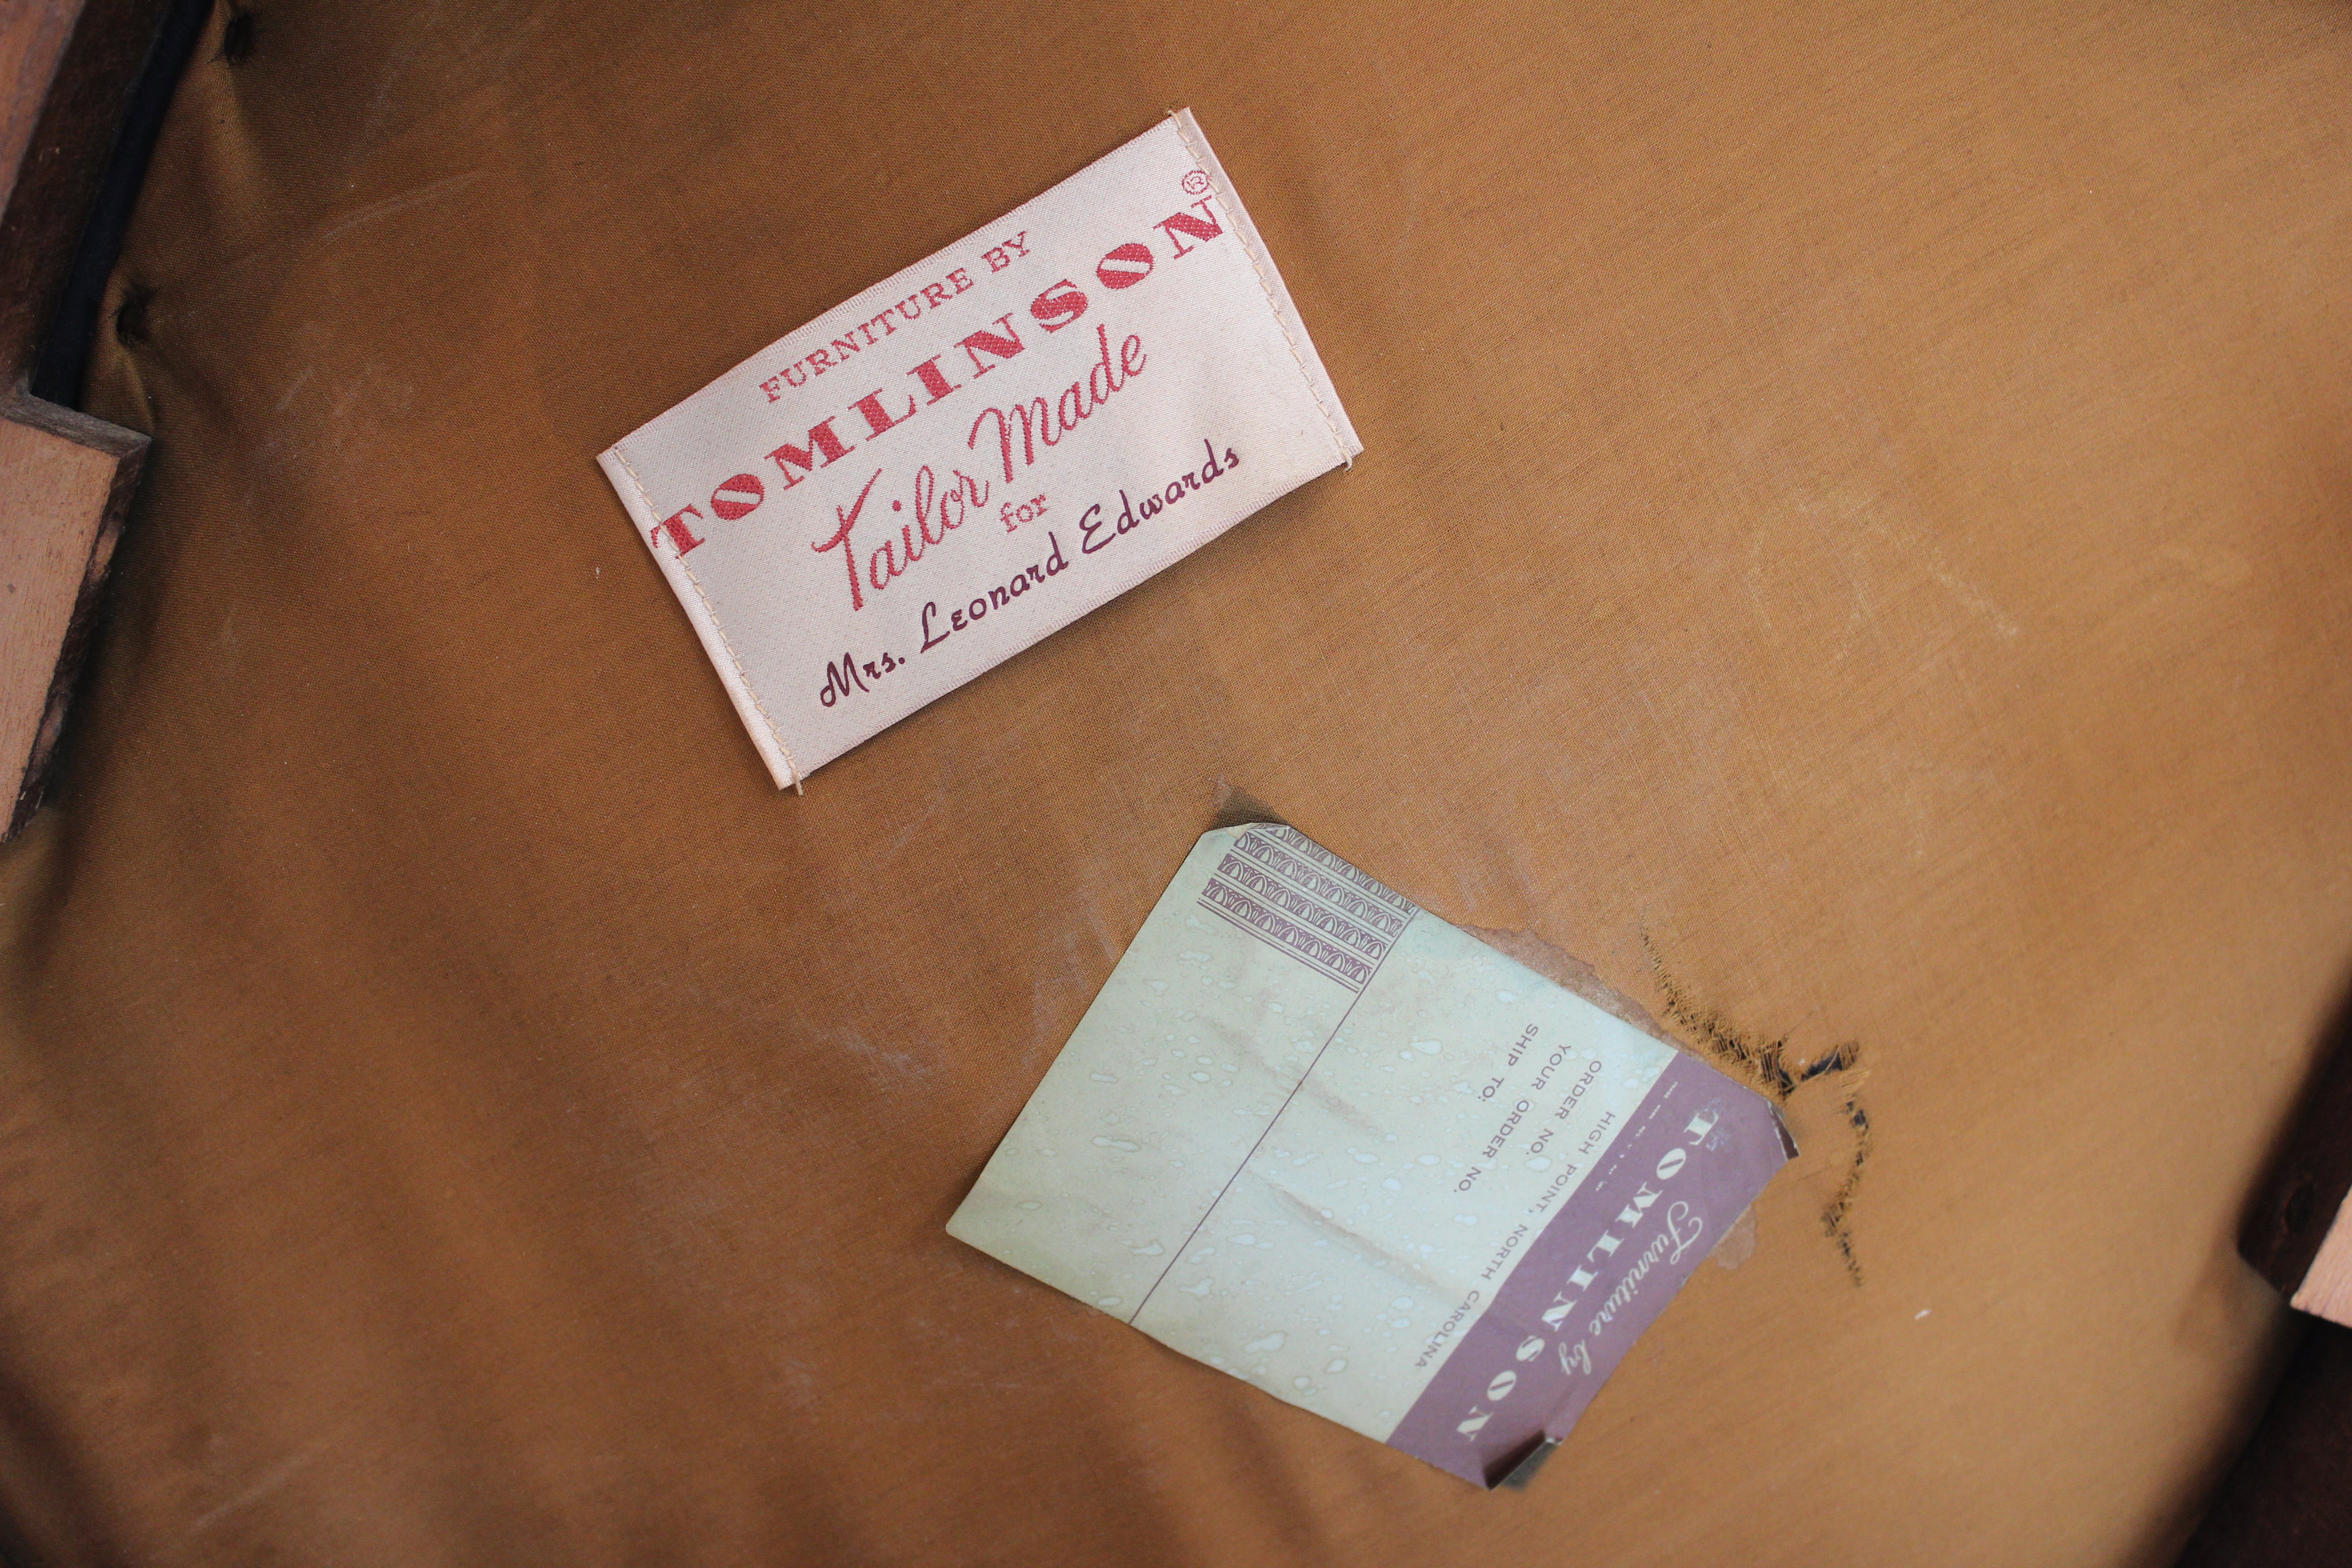 FURNITURE BY
TOMLINSON®
Tailor Made
for
Mrs. Leonard Edwards
Furniture by
TOMLINSON
HIGH POINT, NORTH CAROLINA
ORDER NO.
YOUR ORDER NO.
SHIP TO: